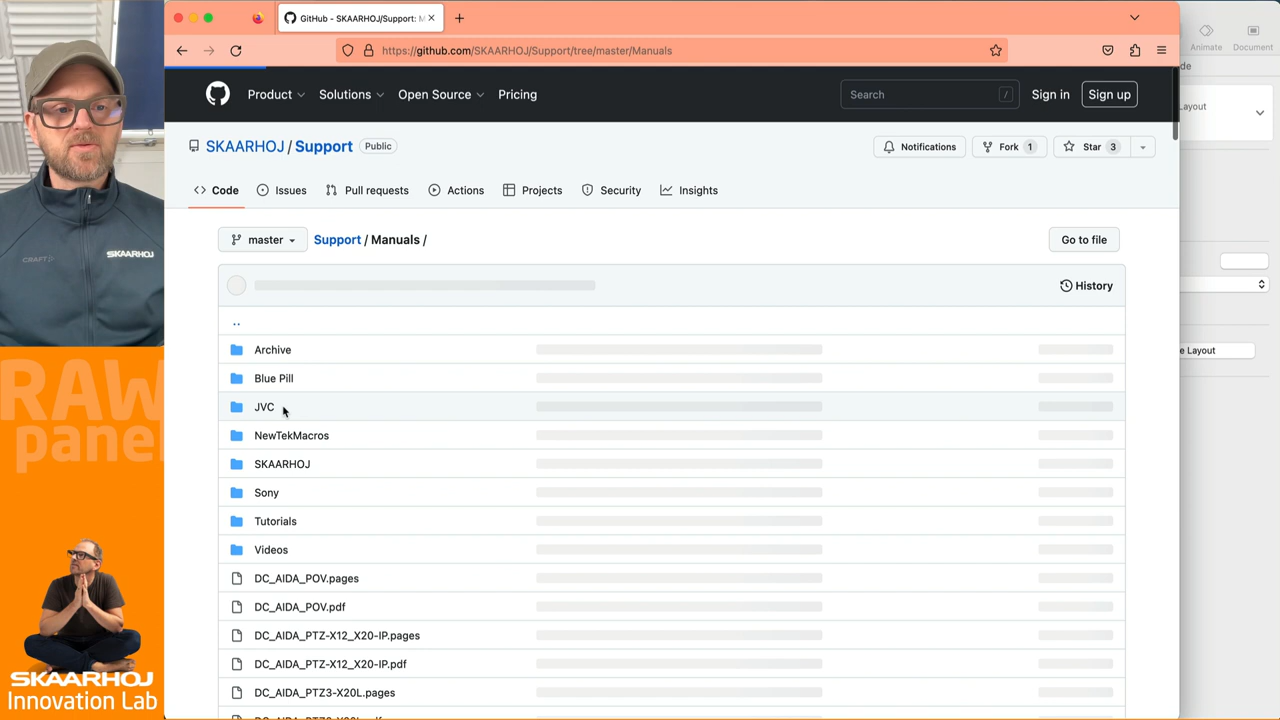 GitHub - SKAARHOJ/Support: M
https://github.com/SKAARHOJ/Support/tree/master/Manuals
Animate
Document
de
Product
Solutions
Open Source
Pricing
Search
/
Sign in
Sign up
Layout
SKAARHOJ / Support
Public
Notifications
Fork 1
Star 3
Code
Issues
Pull requests
Actions
Projects
Security
Insights
master
Support / Manuals /
Go to file
History
..
Archive
Blue Pill
e Layout
JVC
NewTekMacros
SKAARHOJ
Sony
Tutorials
Videos
DC_AIDA_POV.pages
DC_AIDA_POV.pdf
DC_AIDA_PTZ-X12_X20-IP.pages
DC_AIDA_PTZ-X12_X20-IP.pdf
DC_AIDA_PTZ3-X20L.pages
CRAFT
SKAARHOJ
RAW
panel
SKAARHOJ
Innovation Lab